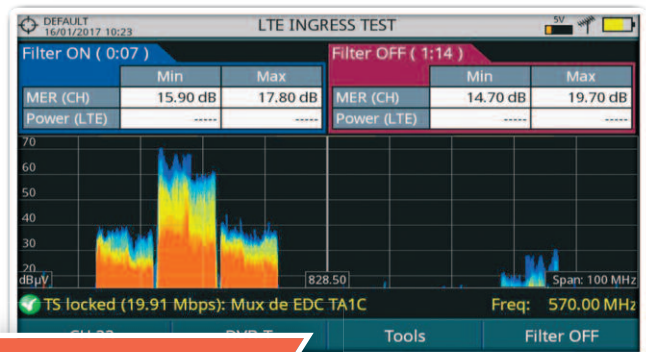 DEFAULT
16/01/2017 10:23
LTE INGRESS TEST
5V
Filter ON ( 0:07 )
Min Max
MER (CH) 15.90 dB 17.80 dB
Power (LTE) ----- -----
Filter OFF ( 1:14 )
Min Max
MER (CH) 14.70 dB 19.70 dB
Power (LTE) ----- -----
70
60
50
40
30
20
dBµV 828.50 Span: 100 MHz
TS locked (19.91 Mbps): Mux de EDC TA1C Freq: 570.00 MHz
Tools Filter OFF